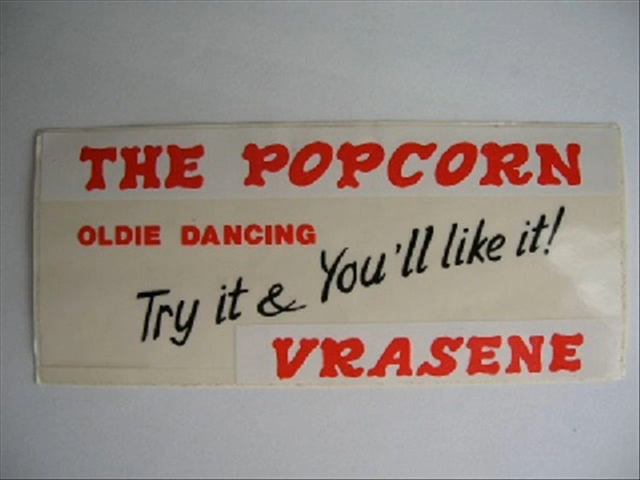 THE POPCORN
OLDIE DANCING
Try it & You'll like it!
VRASENE